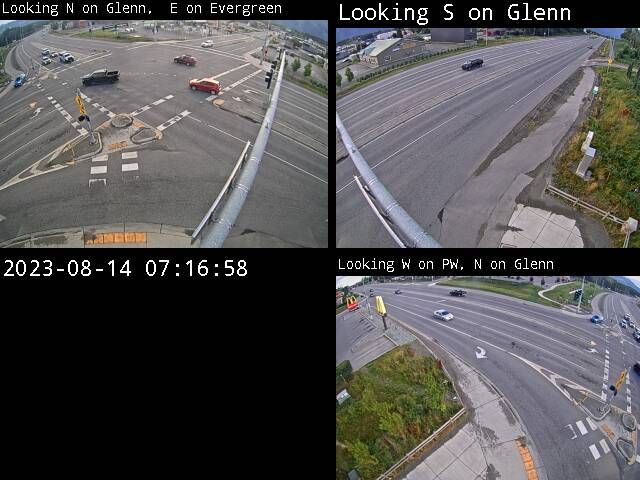 Looking N on Glenn,  E on Evergreen
Looking S on Glenn
2023-08-14 07:16:58
Looking W on PW, N on Glenn